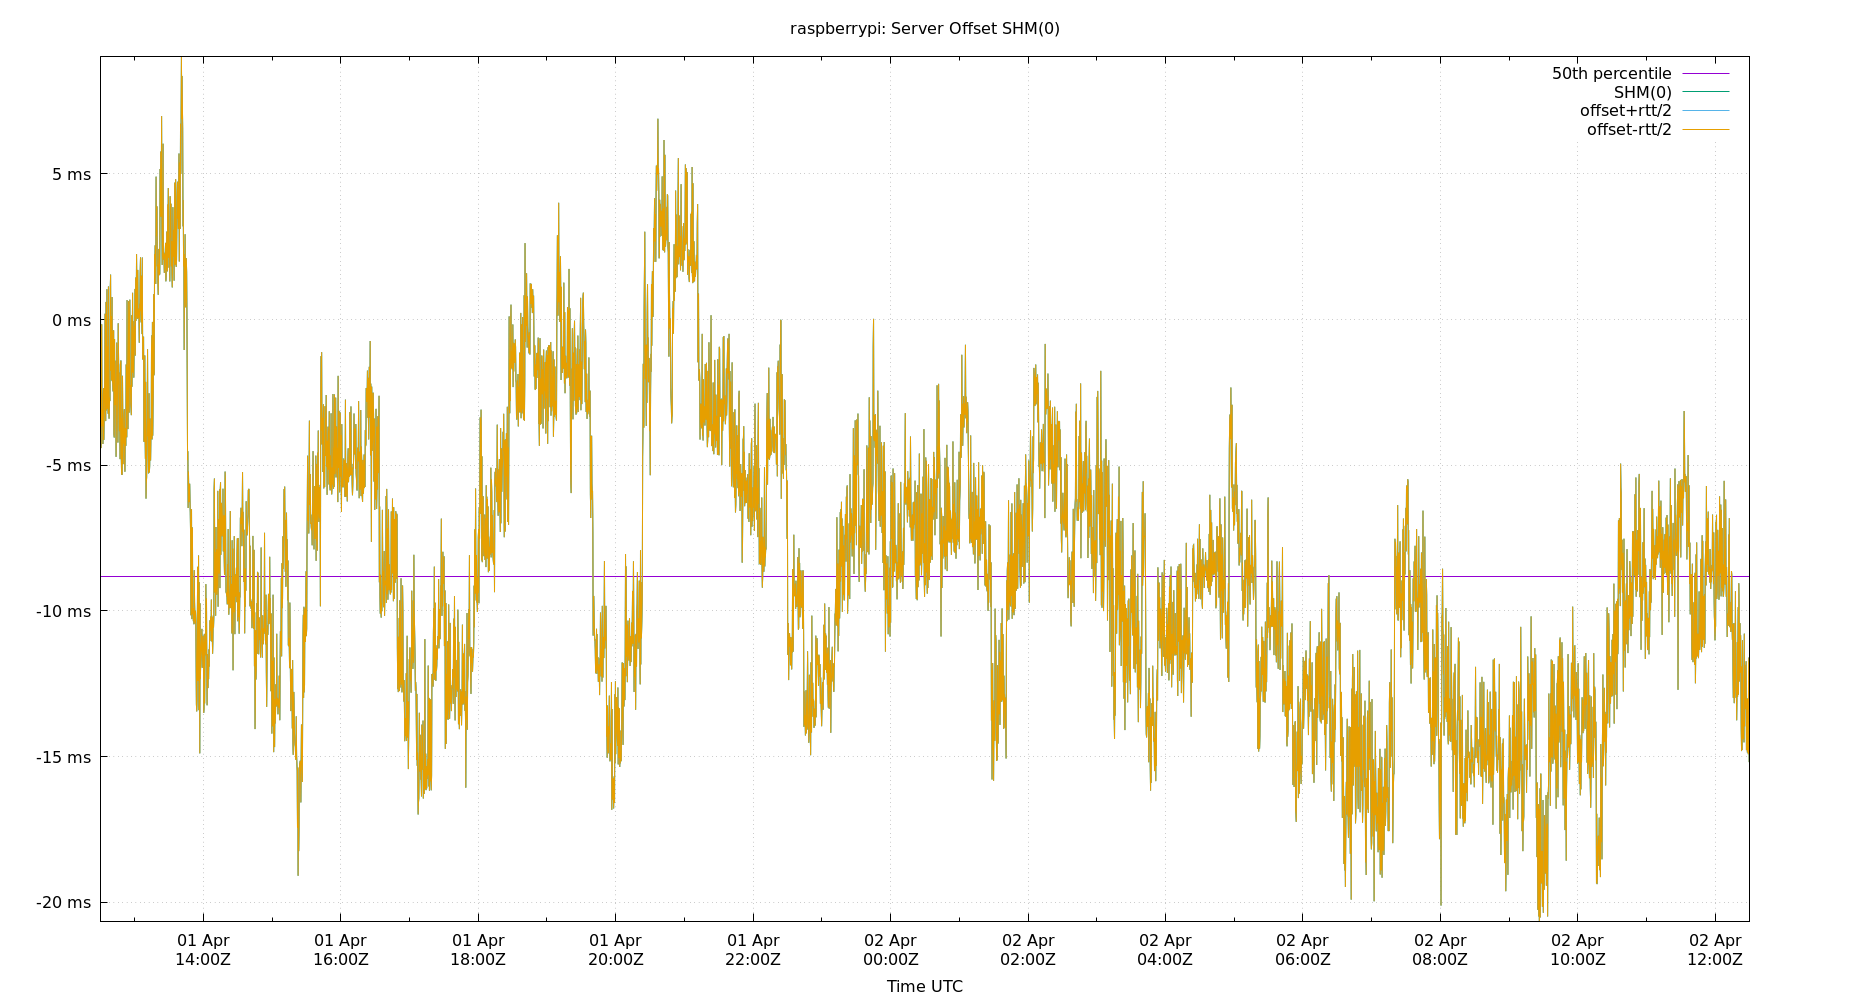 raspberrypi: Server Offset SHM(0)
50th percentile
SHM(0)
offset+rtt/2
offset-rtt/2
5 ms
0 ms
-5 ms
-10 ms
-15 ms
-20 ms
01 Apr 01 Apr 01 Apr 01 Apr 01 Apr 02 Apr 02 Apr 02 Apr 02 Apr 02 Apr 02 Apr 02 Apr
14:00Z 16:00Z 18:00Z 20:00Z 22:00Z 00:00Z 02:00Z 04:00Z 06:00Z 08:00Z 10:00Z 12:00Z
Time UTC